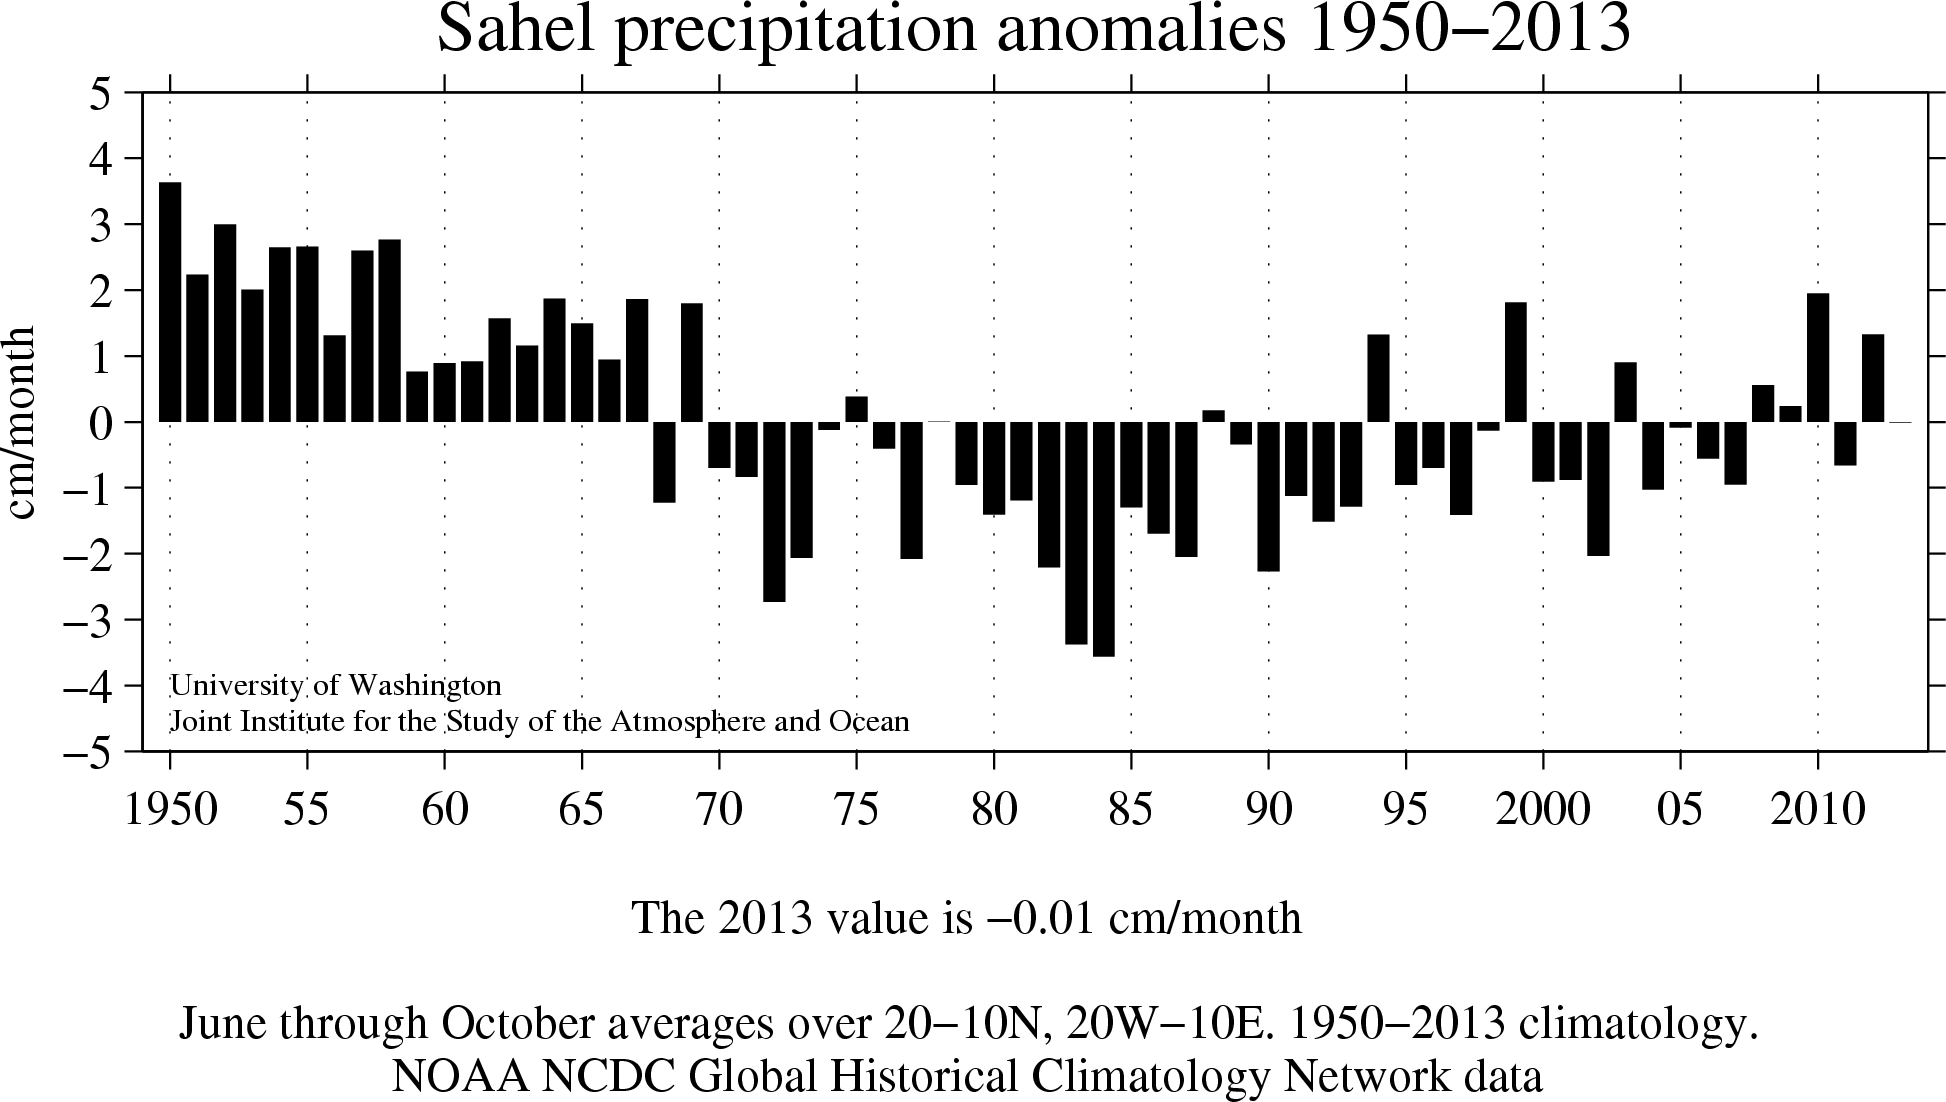 Sahel precipitation anomalies 1950−2013
5
4
3
2
1
0
−1
−2
−3
−4
−5
cm/month
University of Washington
Joint Institute for the Study of the Atmosphere and Ocean
1950 55 60 65 70 75 80 85 90 95 2000 05 2010
The 2013 value is −0.01 cm/month
June through October averages over 20−10N, 20W−10E. 1950−2013 climatology.
NOAA NCDC Global Historical Climatology Network data